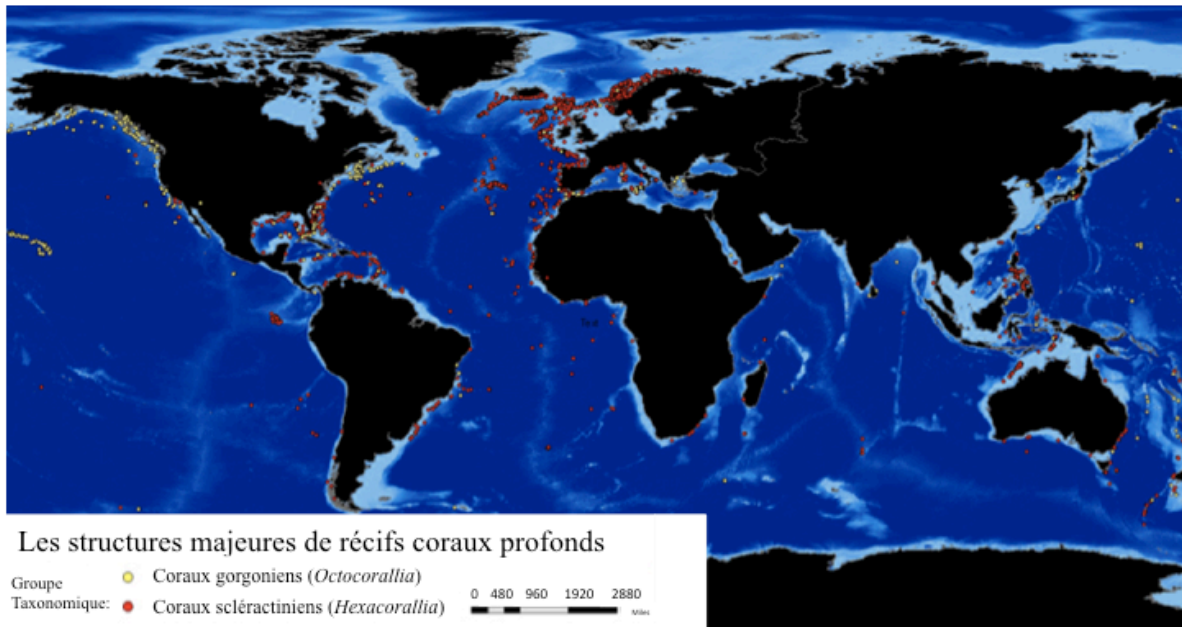 Les structures majeures de récifs coraux profonds
Groupe
Taxonomique:
Coraux gorgoniens (Octocorallia)
Coraux scléractiniens (Hexacorallia)
0 480 960 1920 2880
Miles